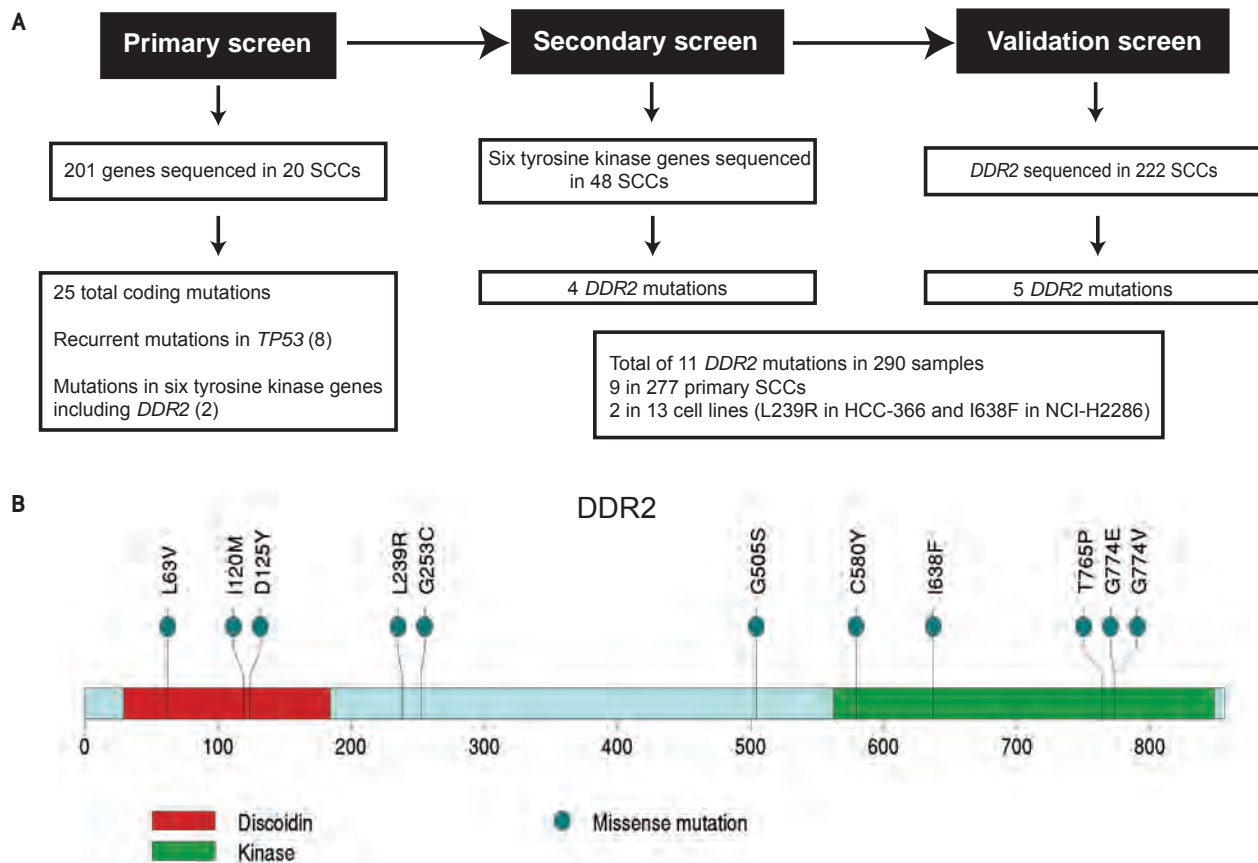 A
Primary screen
Secondary screen
Validation screen
201 genes sequenced in 20 SCCs
Six tyrosine kinase genes sequenced
in 48 SCCs
DDR2 sequenced in 222 SCCs
25 total coding mutations
Recurrent mutations in TP53 (8)
Mutations in six tyrosine kinase genes
including DDR2 (2)
4 DDR2 mutations
5 DDR2 mutations
Total of 11 DDR2 mutations in 290 samples
9 in 277 primary SCCs
2 in 13 cell lines (L239R in HCC-366 and I638F in NCI-H2286)
B
DDR2
L63V
I120M
D125Y
L239R
G253C
G505S
C580Y
I638F
T765P
G774E
G774V
0 100 200 300 400 500 600 700 800
Discoidin
Kinase
Missense mutation